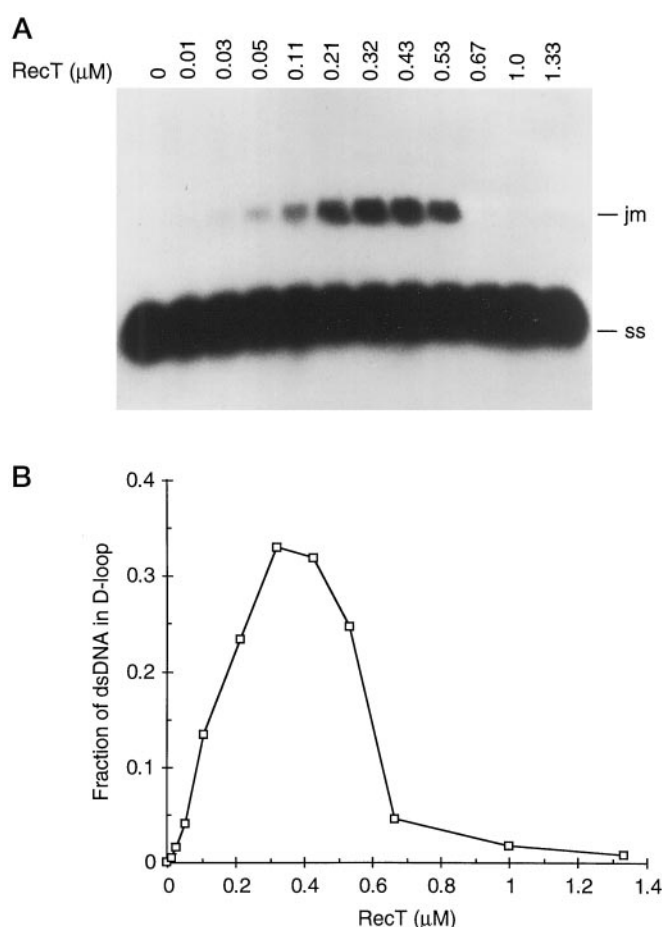 A
RecT (μM) 0 0.01 0.03 0.05 0.11 0.21 0.32 0.43 0.53 0.67 1.0 1.33
jm
ss
B
Fraction of dsDNA in D-loop
0.4
0.3
0.2
0.1
0
0 0.2 0.4 0.6 0.8 1 1.2 1.4
RecT (μM)